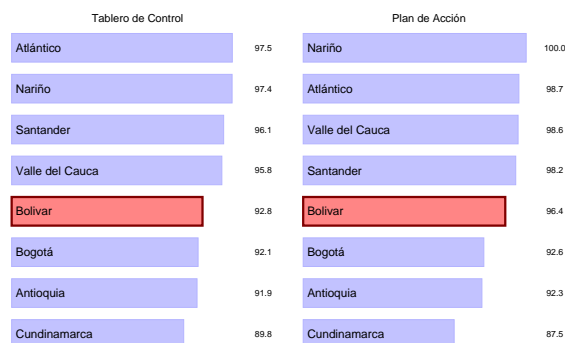 Tablero de Control
Atlántico 97.5
Nariño 97.4
Santander 96.1
Valle del Cauca 95.8
Bolivar 92.8
Bogotá 92.1
Antioquia 91.9
Cundinamarca 89.8
Plan de Acción
Nariño 100.0
Atlántico 98.7
Valle del Cauca 98.6
Santander 98.2
Bolivar 96.4
Bogotá 92.6
Antioquia 92.3
Cundinamarca 87.5